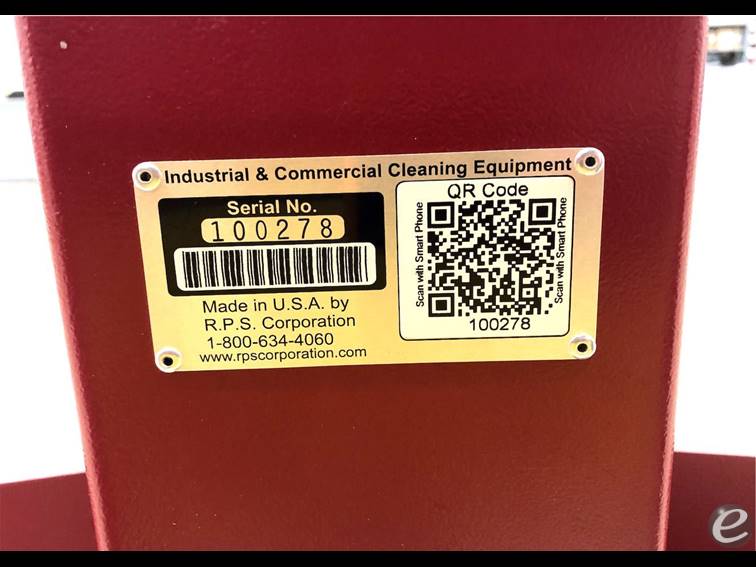 Industrial & Commercial Cleaning Equipment
Serial No.
100278
Made in U.S.A. by
R.P.S. Corporation
1-800-634-4060
www.rpscorporation.com
QR Code
Scan with Smart Phone
Scan with Smart Phone
100278
e